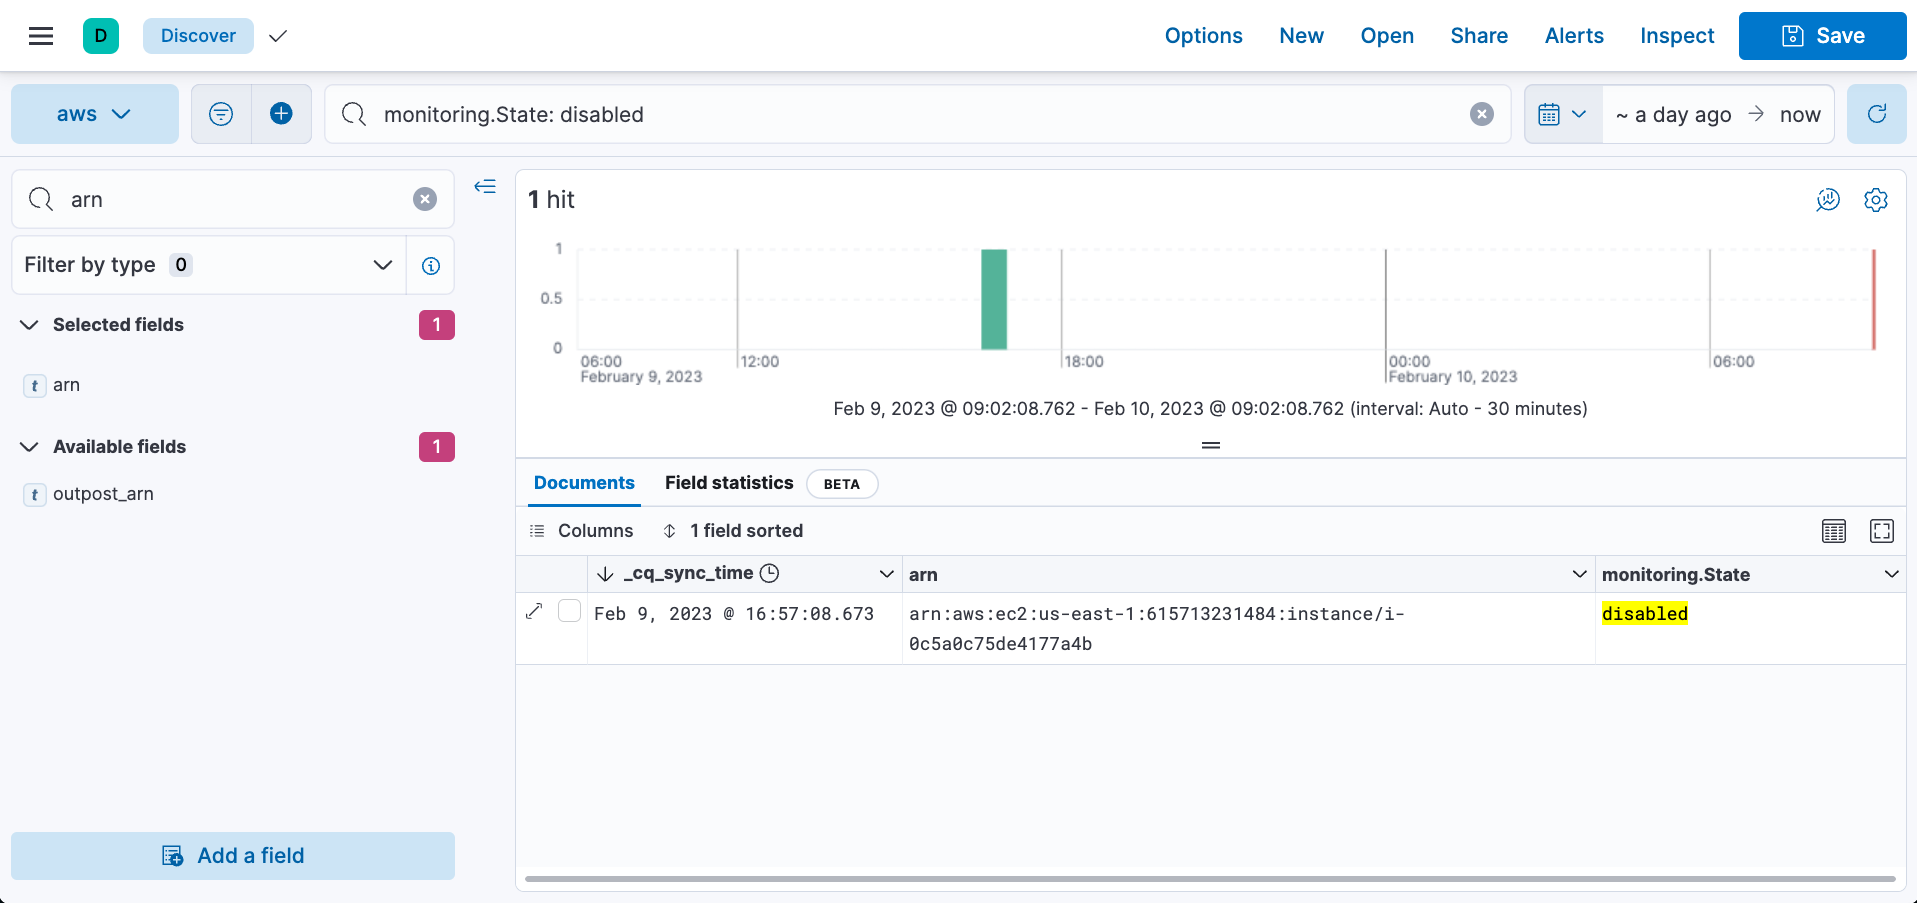 D Discover Options New Open Share Alerts Inspect Save
aws monitoring.State: disabled ~ a day ago → now
arn
Filter by type 0
Selected fields 1
t arn
Available fields 1
t outpost_arn
Add a field
1 hit
1
0.5
0
06:00 12:00 18:00 00:00 06:00
February 9, 2023 February 10, 2023
Feb 9, 2023 @ 09:02:08.762 - Feb 10, 2023 @ 09:02:08.762 (interval: Auto - 30 minutes)
Documents Field statistics BETA
Columns 1 field sorted
_cq_sync_time arn monitoring.State
Feb 9, 2023 @ 16:57:08.673 arn:aws:ec2:us-east-1:615713231484:instance/i- disabled
0c5a0c75de4177a4b